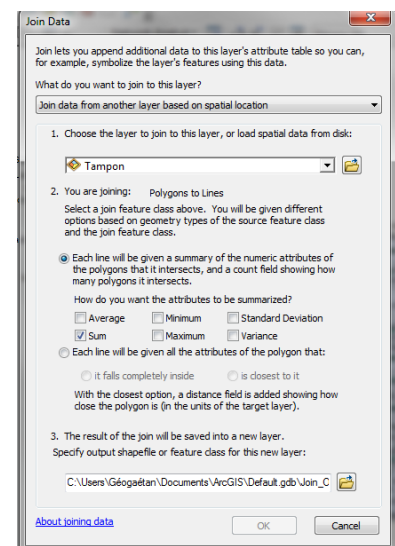 Join Data
Join lets you append additional data to this layer's attribute table so you can,
for example, symbolize the layer's features using this data.
What do you want to join to this layer?
Join data from another layer based on spatial location
1. Choose the layer to join to this layer, or load spatial data from disk:
Tampon
2. You are joining: Polygons to Lines
Select a join feature class above. You will be given different
options based on geometry types of the source feature class
and the join feature class.
Each line will be given a summary of the numeric attributes of
the polygons that it intersects, and a count field showing how
many polygons it intersects.
How do you want the attributes to be summarized?
Average Minimum Standard Deviation
Sum Maximum Variance
Each line will be given all the attributes of the polygon that:
it falls completely inside is closest to it
With the closest option, a distance field is added showing how
close the polygon is (in the units of the target layer).
3. The result of the join will be saved into a new layer.
Specify output shapefile or feature class for this new layer:
C:\Users\Géogaétan\Documents\ArcGIS\Default.gdb\Join_C
About joining data OK Cancel